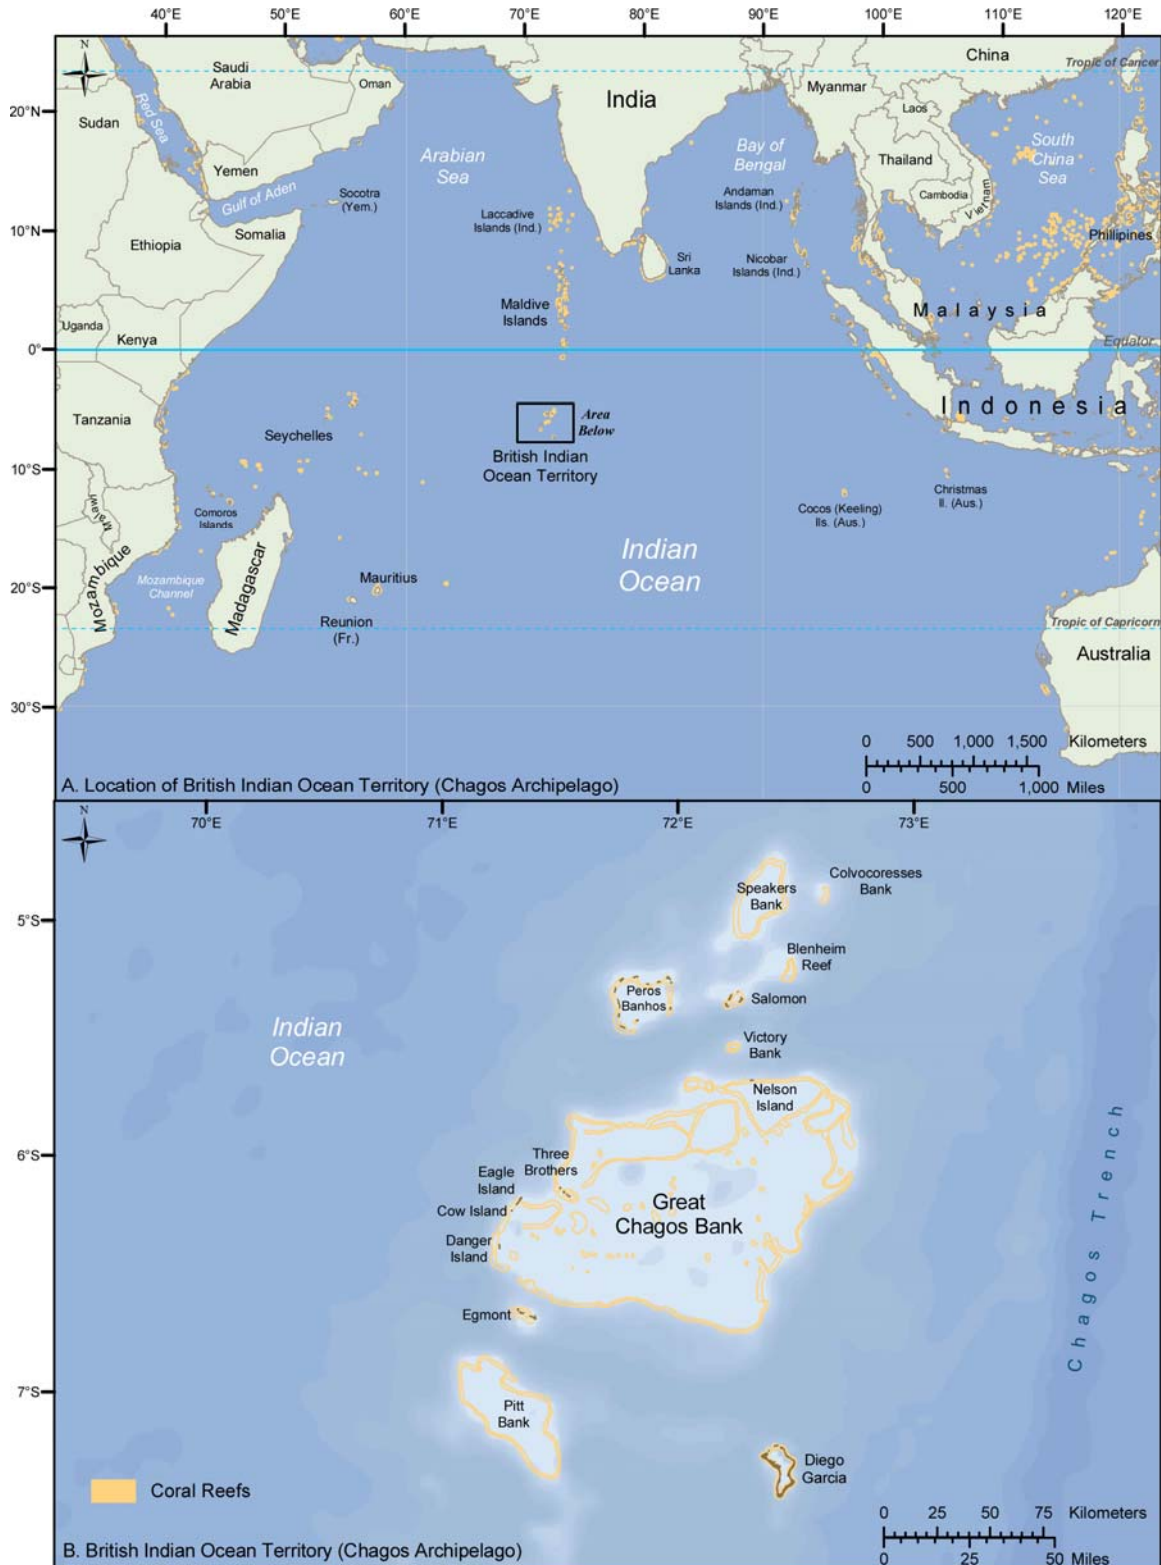 40°E 50°E 60°E 70°E 80°E 90°E 100°E 110°E 120°E
N
China
Tropic of Cancer
Saudi
Arabia
Oman
India
Myanmar
Laos
20°N
Sudan
Red Sea
Arabian
Sea
Bay of
Bengal
South
China
Sea
Yemen
Gulf of Aden
Socotra
(Yem.)
Thailand
Cambodia
Vietnam
Andaman
Islands (Ind.)
Laccadive
Islands (Ind.)
10°N
Ethiopia
Somalia
Phillipines
Sri
Lanka
Nicobar
Islands (Ind.)
Maldive
Islands
Malaysia
Uganda
Kenya
0°
Equator
Tanzania
Seychelles
Area
Below
Indonesia
British Indian
Ocean Territory
10°S
Malawi
Comoros
Islands
Cocos (Keeling)
Ils. (Aus.)
Christmas
Il. (Aus.)
Indian
Ocean
Mozambique
Mozambique
Channel
Madagascar
Mauritius
20°S
Reunion
(Fr.)
Tropic of Capricorn
Australia
30°S
0 500 1,000 1,500 Kilometers
0 500 1,000 Miles
A. Location of British Indian Ocean Territory (Chagos Archipelago)
70°E 71°E 72°E 73°E
N
Speakers
Bank
Colvocoresses
Bank
5°S
Blenheim
Reef
Peros
Banhos
Salomon
Indian
Ocean
Victory
Bank
Nelson
Island
6°S
Three
Brothers
Eagle
Island
Cow Island
Great
Chagos Bank
Danger
Island
Chagos Trench
Egmont
7°S
Pitt
Bank
Diego
Garcia
Coral Reefs
0 25 50 75 Kilometers
0 25 50 Miles
B. British Indian Ocean Territory (Chagos Archipelago)